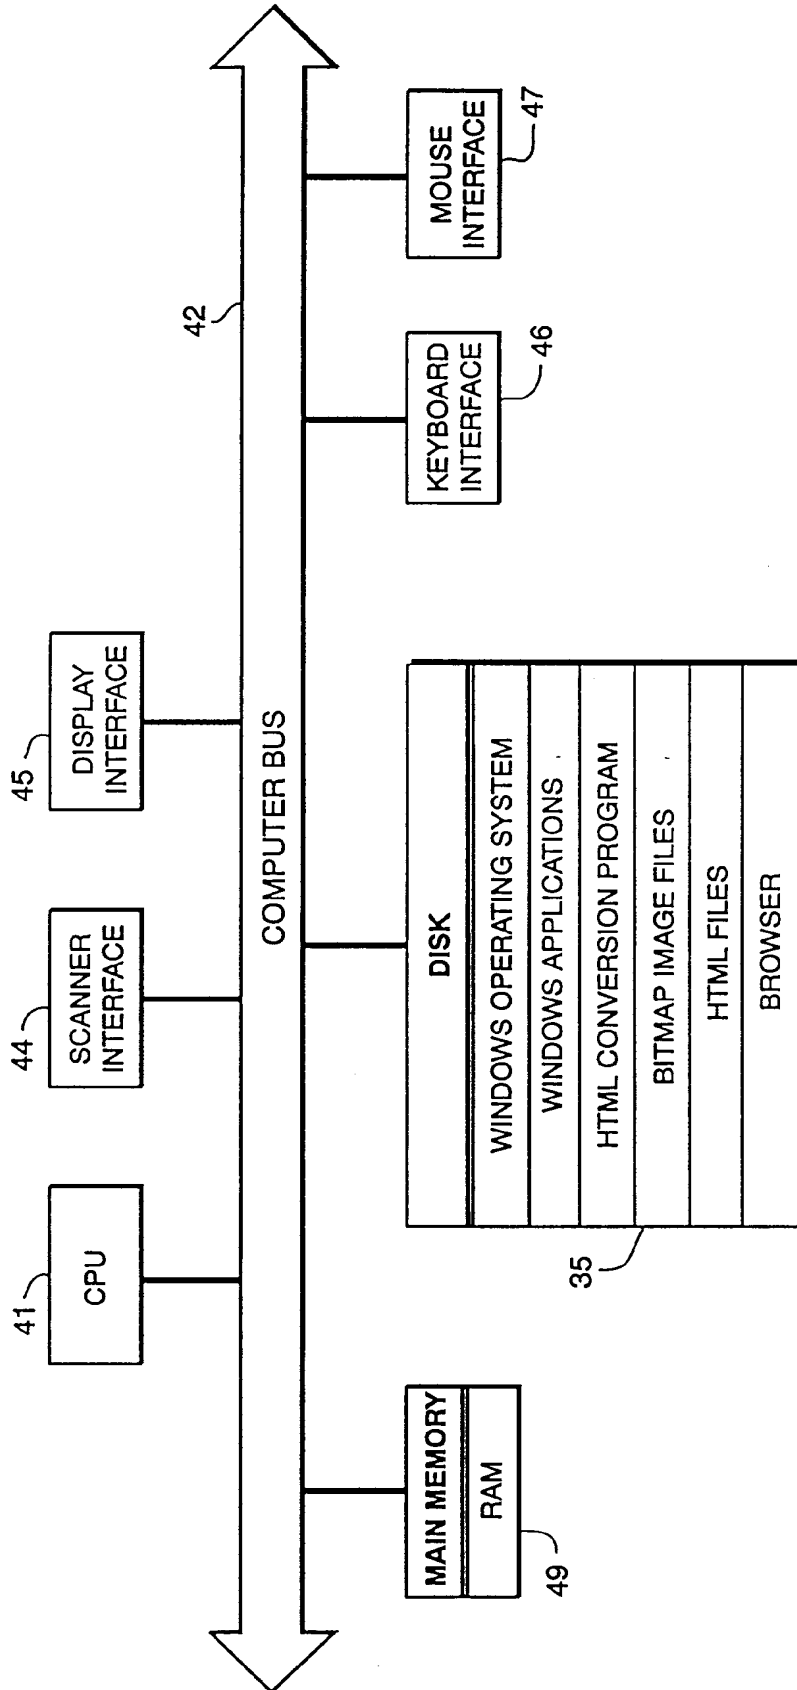 41
CPU
44
SCANNER
INTERFACE
45
DISPLAY
INTERFACE
42
COMPUTER BUS
MAIN MEMORY
RAM
49
35
DISK
WINDOWS OPERATING SYSTEM
WINDOWS APPLICATIONS
HTML CONVERSION PROGRAM
BITMAP IMAGE FILES
HTML FILES
BROWSER
KEYBOARD
INTERFACE
46
MOUSE
INTERFACE
47